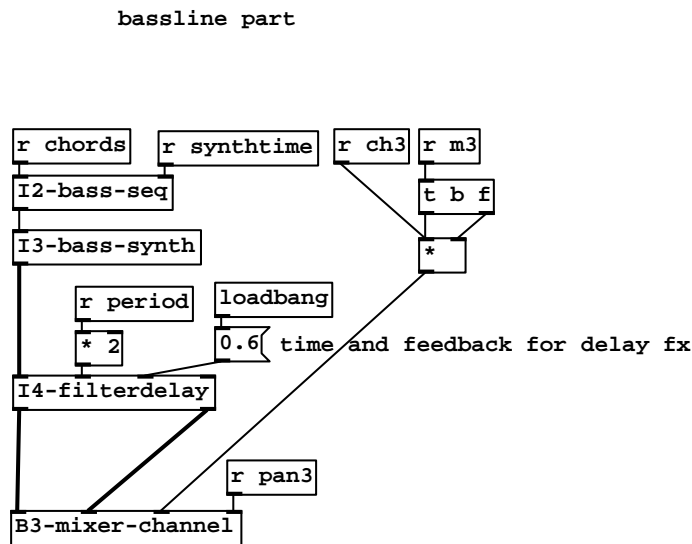 bassline part
r chords
r synthtime
r ch3
r m3
I2-bass-seq
t b f
I3-bass-synth
*
r period
loadbang
* 2
0.6 time and feedback for delay fx
I4-filterdelay
r pan3
B3-mixer-channel